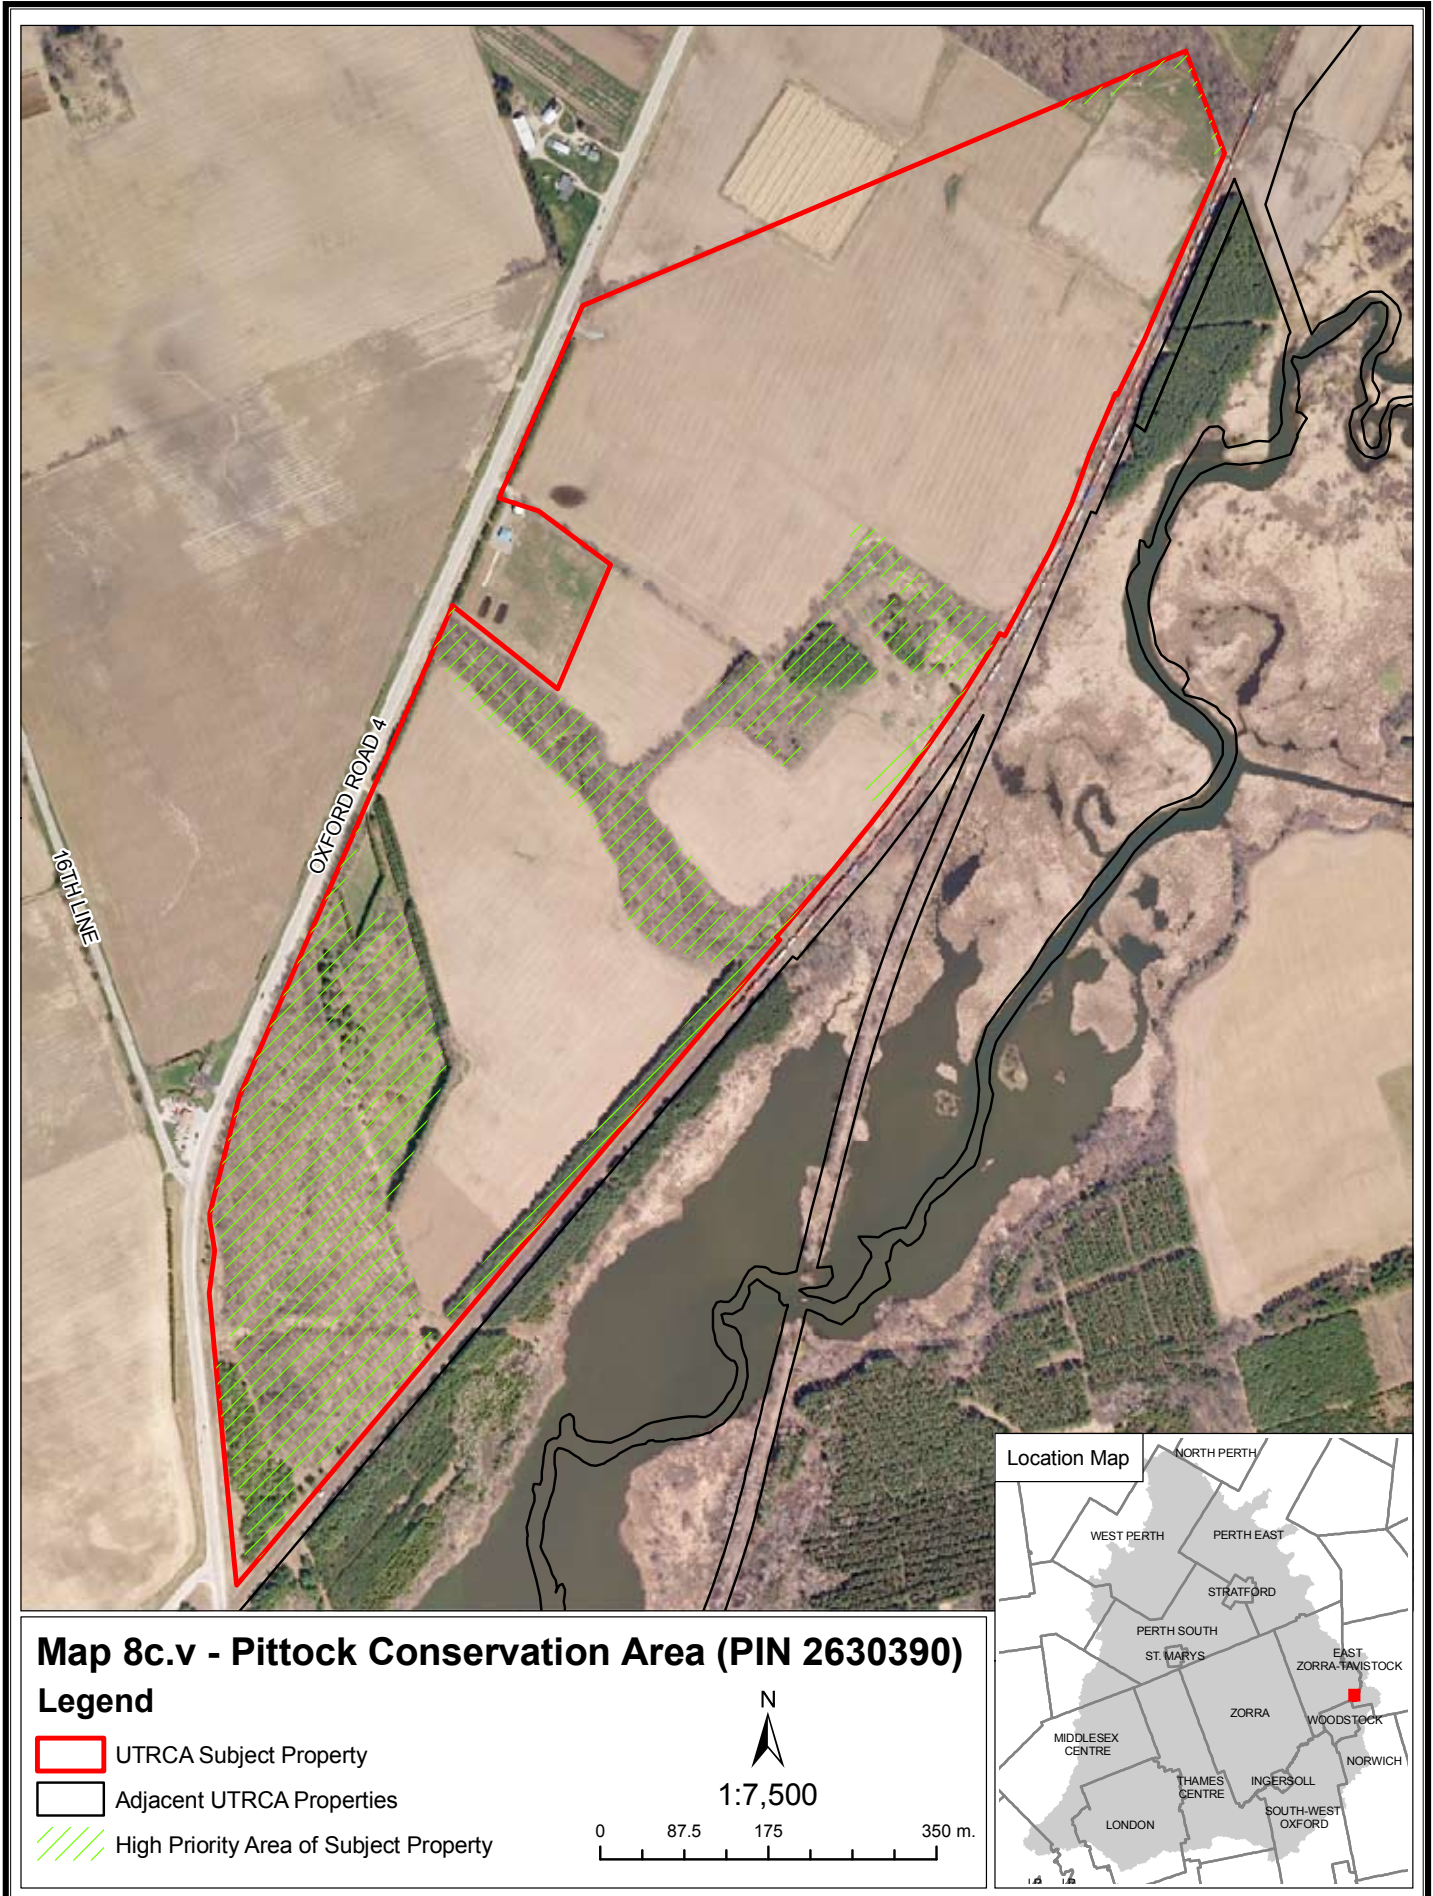 OXFORD ROAD 4
16TH LINE
Location Map
NORTH PERTH
WEST PERTH
PERTH EAST
STRATFORD
PERTH SOUTH
ST. MARYS
EAST
ZORRA-TAVISTOCK
ZORRA
WOODSTOCK
MIDDLESEX
CENTRE
NORWICH
THAMES
CENTRE
INGERSOLL
SOUTH-WEST
OXFORD
LONDON
Map 8c.v - Pittock Conservation Area (PIN 2630390)
Legend
UTRCA Subject Property
Adjacent UTRCA Properties
High Priority Area of Subject Property
N
1:7,500
0 87.5 175 350 m.